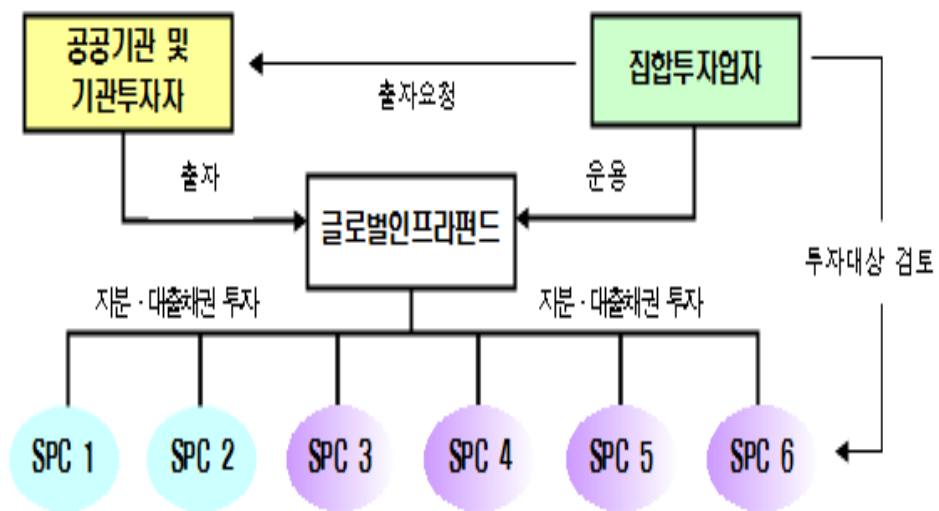 공공기관 및
기관투자자
집합투자업자
출자요청
출자
운용
글로벌인프라펀드
투자대상 검토
지분 · 대출채권 투자
지분 · 대출채권 투자
SPC 1
SPC 2
SPC 3
SPC 4
SPC 5
SPC 6